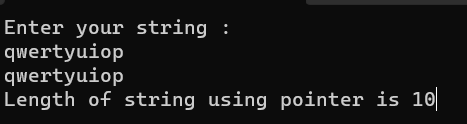 Enter your string :
qwertyuiop
qwertyuiop
Length of string using pointer is 10